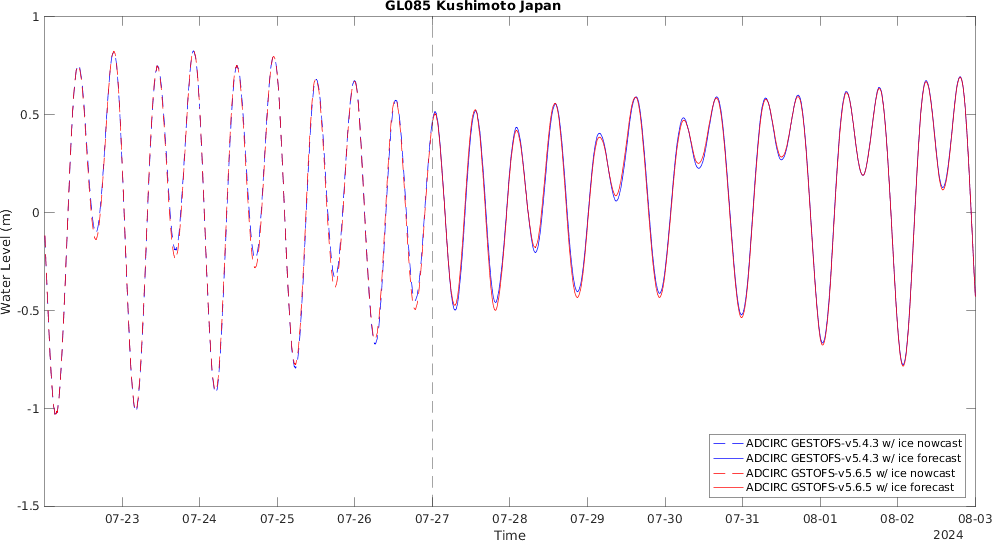 GL085 Kushimoto Japan
1
0.5
0
-0.5
-1
-1.5
Water Level (m)
07-23 07-24 07-25 07-26 07-27 07-28 07-29 07-30 07-31 08-01 08-02 08-03
Time
2024
ADCIRC GESTOFS-v5.4.3 w/ ice nowcast
ADCIRC GESTOFS-v5.4.3 w/ ice forecast
ADCIRC GSTOFS-v5.6.5 w/ ice nowcast
ADCIRC GSTOFS-v5.6.5 w/ ice forecast